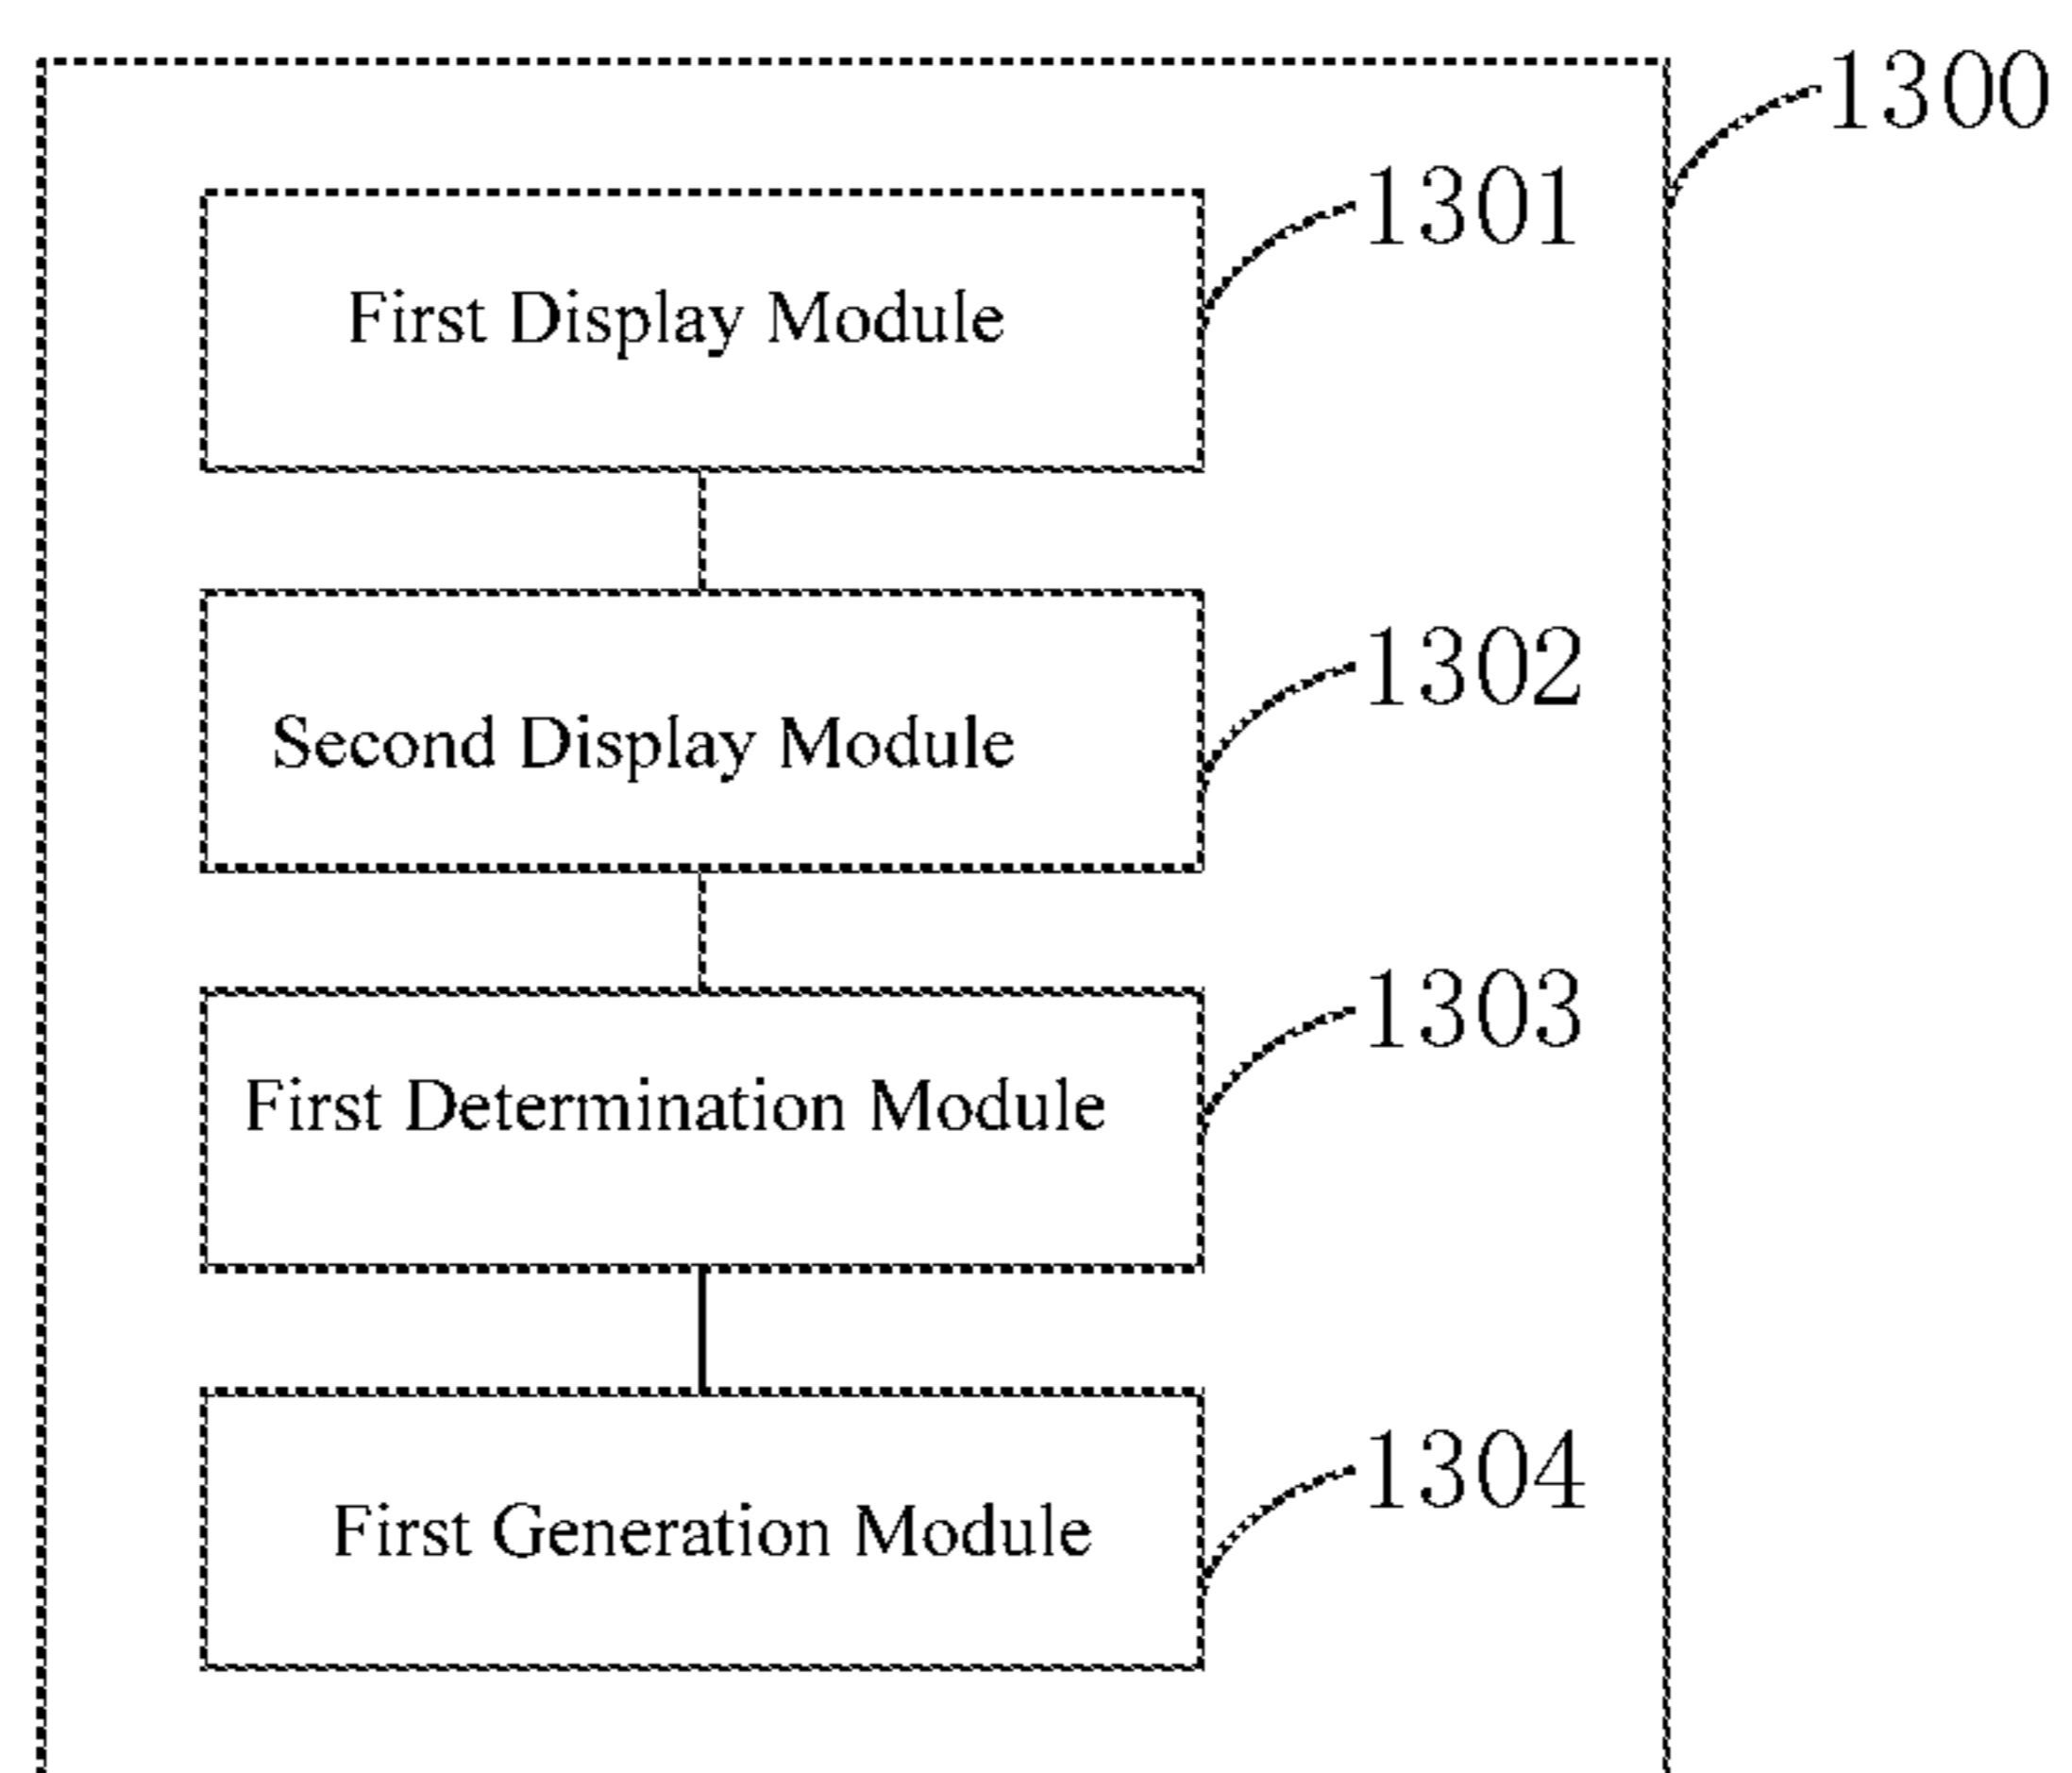 1300
1301
First Display Module
1302
Second Display Module
1303
First Determination Module
1304
First Generation Module